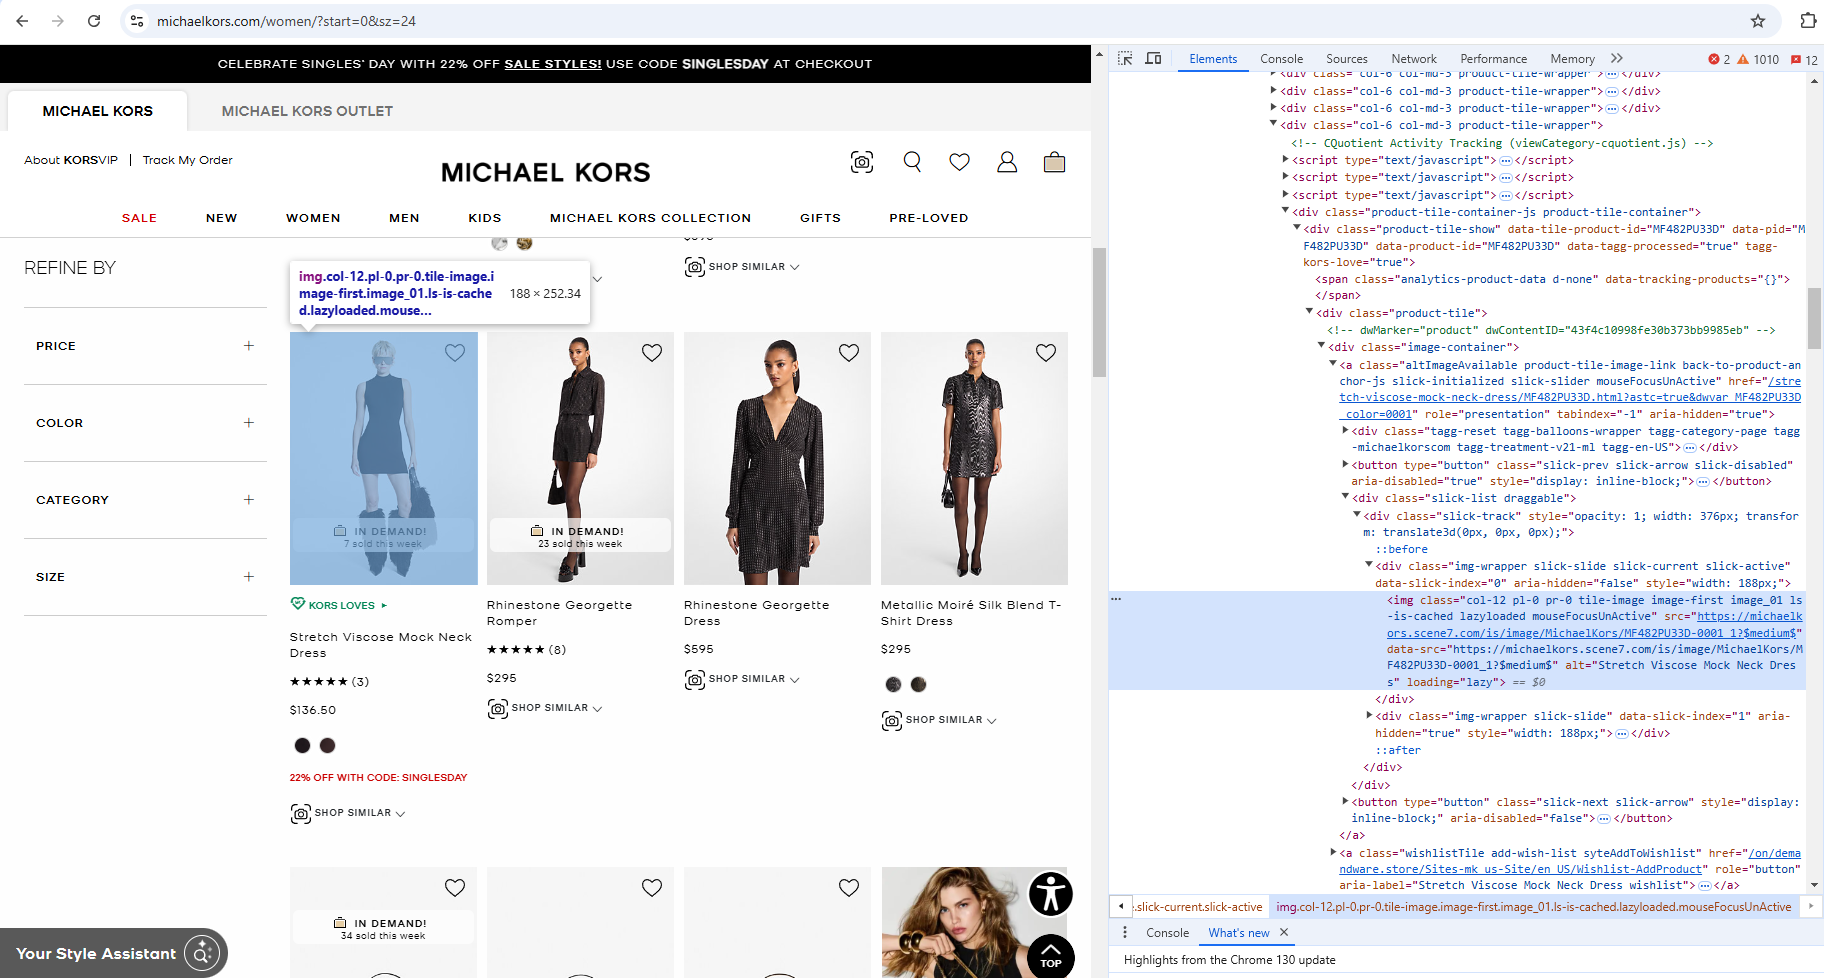 michaelkors.com/women/?start=0&sz=24
CELEBRATE SINGLES' DAY WITH 22% OFF SALE STYLES! USE CODE SINGLESDAY AT CHECKOUT
MICHAEL KORS
MICHAEL KORS OUTLET
About KORSVIP | Track My Order
MICHAEL KORS
SALE NEW WOMEN MEN KIDS MICHAEL KORS COLLECTION GIFTS PRE-LOVED
REFINE BY
PRICE +
COLOR +
CATEGORY +
SIZE +
SHOP SIMILAR
img.col-12.pl-0.pr-0.tile-image.i
mage-first.image_01.ls-is-cache
d.lazyloaded.mouse...
188 × 252.34
IN DEMAND!
7 sold this week
KORS LOVES ▸
Stretch Viscose Mock Neck
Dress
★★★★★ (3)
$136.50
22% OFF WITH CODE: SINGLESDAY
SHOP SIMILAR
IN DEMAND!
23 sold this week
Rhinestone Georgette
Romper
★★★★★ (8)
$295
SHOP SIMILAR
Rhinestone Georgette
Dress
$595
SHOP SIMILAR
Metallic Moiré Silk Blend T-
Shirt Dress
$295
SHOP SIMILAR
IN DEMAND!
34 sold this week
Your Style Assistant
TOP
Elements Console Sources Network Performance Memory >> 2 1010 12
<div class="col-6 col-md-3 product-tile-wrapper">…</div>
<div class="col-6 col-md-3 product-tile-wrapper">…</div>
<div class="col-6 col-md-3 product-tile-wrapper">…</div>
<div class="col-6 col-md-3 product-tile-wrapper">
<!-- CQuotient Activity Tracking (viewCategory-cquotient.js) -->
<script type="text/javascript">…</script>
<script type="text/javascript">…</script>
<script type="text/javascript">…</script>
<div class="product-tile-container-js product-tile-container">
<div class="product-tile-show" data-tile-product-id="MF482PU33D" data-pid="M
F482PU33D" data-product-id="MF482PU33D" data-tagg-processed="true" tagg-
kors-love="true">
<span class="analytics-product-data d-none" data-tracking-products="{}">
</span>
<div class="product-tile">
<!-- dwMarker="product" dwContentID="43f4c10998fe30b373bb9985eb" -->
<div class="image-container">
<a class="altImageAvailable product-tile-image-link back-to-product-an
chor-js slick-initialized slick-slider mouseFocusUnActive" href="/stre
tch-viscose-mock-neck-dress/MF482PU33D.html?astc=true&dwvar_MF482PU33D
_color=0001" role="presentation" tabindex="-1" aria-hidden="true">
<div class="tagg-reset tagg-balloons-wrapper tagg-category-page tagg
-michaelkorscom tagg-treatment-v21-ml tagg-en-US">…</div>
<button type="button" class="slick-prev slick-arrow slick-disabled"
aria-disabled="true" style="display: inline-block;">…</button>
<div class="slick-list draggable">
<div class="slick-track" style="opacity: 1; width: 376px; transfor
m: translate3d(0px, 0px, 0px);">
::before
<div class="img-wrapper slick-slide slick-current slick-active"
data-slick-index="0" aria-hidden="false" style="width: 188px;">
<img class="col-12 pl-0 pr-0 tile-image image-first image_01 ls
-is-cached lazyloaded mouseFocusUnActive" src="https://michaelk
ors.scene7.com/is/image/MichaelKors/MF482PU33D-0001_1?$medium$"
data-src="https://michaelkors.scene7.com/is/image/MichaelKors/M
F482PU33D-0001_1?$medium$" alt="Stretch Viscose Mock Neck Dres
s" loading="lazy"> == $0
</div>
<div class="img-wrapper slick-slide" data-slick-index="1" aria-
hidden="true" style="width: 188px;">…</div>
::after
</div>
</div>
<button type="button" class="slick-next slick-arrow" style="display:
inline-block;" aria-disabled="false">…</button>
</a>
<a class="wishlistTile add-wish-list syteAddToWishlist" href="/on/dema
ndware.store/Sites-mk_us-Site/en_US/Wishlist-AddProduct" role="button"
aria-label="Stretch Viscose Mock Neck Dress wishlist">…</a>
.slick-current.slick-active img.col-12.pl-0.pr-0.tile-image.image-first.image_01.ls-is-cached.lazyloaded.mouseFocusUnActive
Console What's new ×
Highlights from the Chrome 130 update